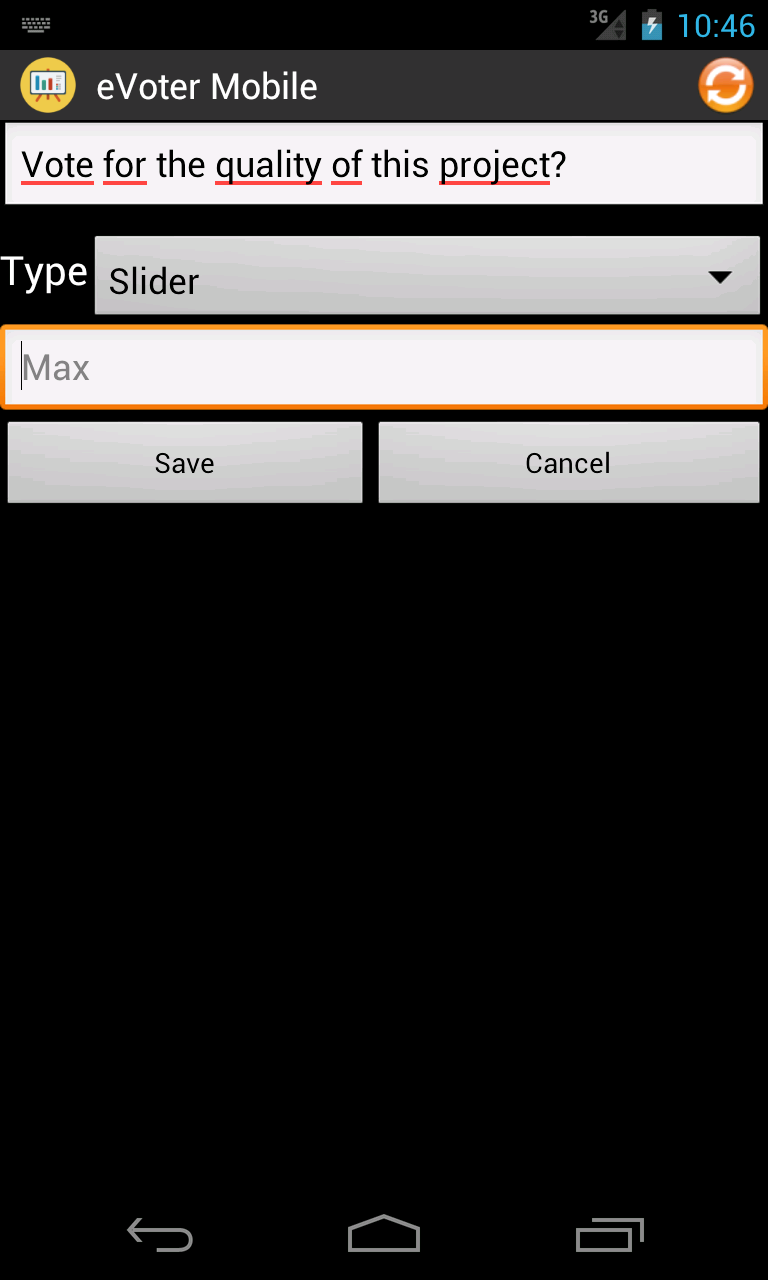 3G 10:46
eVoter Mobile
Vote for the quality of this project?
Type Slider
Max
Save Cancel